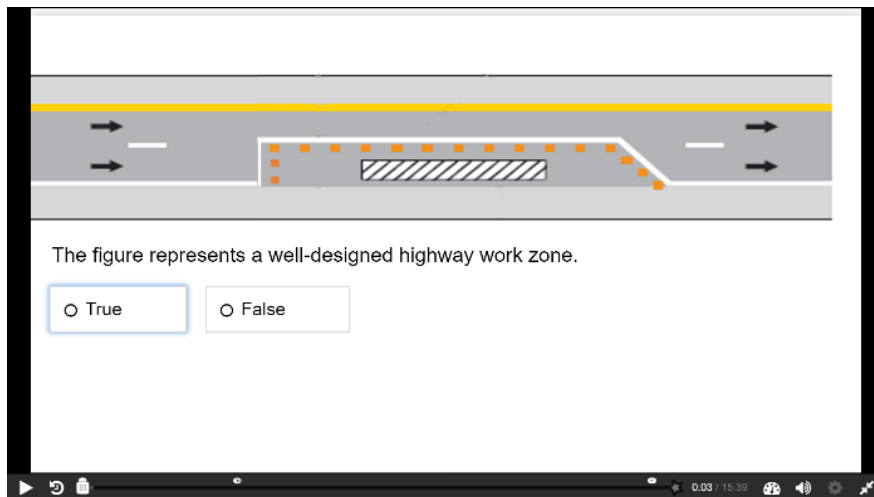 The figure represents a well-designed highway work zone.
True
False
0.03 / 15.39